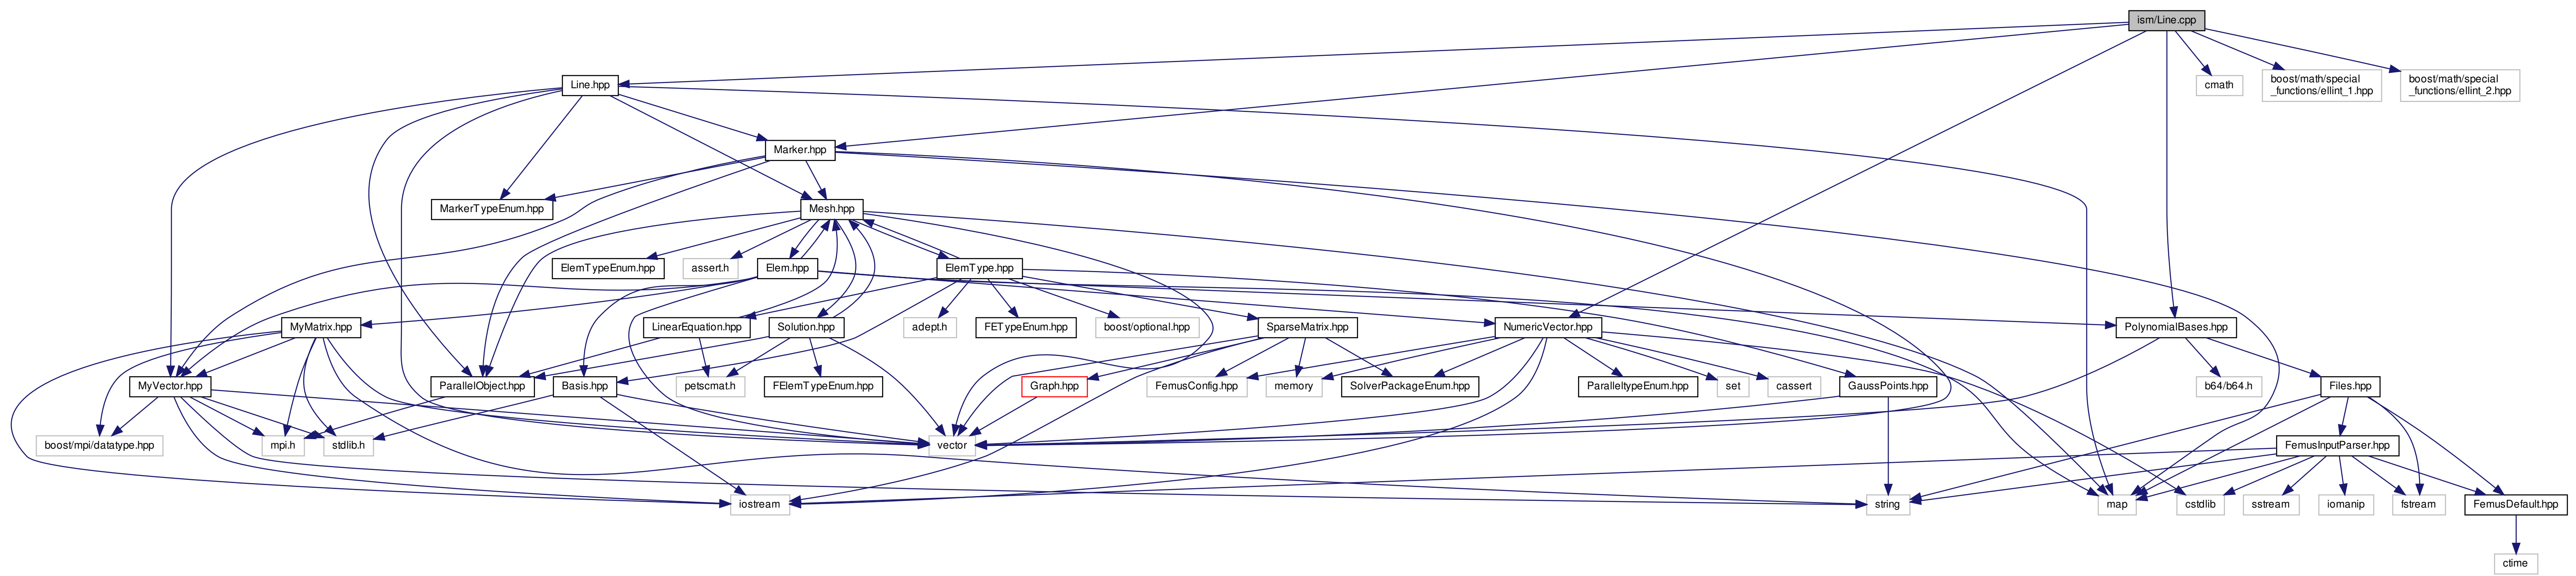 ism/Line.cpp
Line.hpp
cmath
boost/math/special
_functions/ellint_1.hpp
boost/math/special
_functions/ellint_2.hpp
Marker.hpp
MarkerTypeEnum.hpp
Mesh.hpp
ElemTypeEnum.hpp
assert.h
Elem.hpp
ElemType.hpp
MyMatrix.hpp
LinearEquation.hpp
Solution.hpp
adept.h
FETypeEnum.hpp
boost/optional.hpp
SparseMatrix.hpp
NumericVector.hpp
PolynomialBases.hpp
MyVector.hpp
ParallelObject.hpp
Basis.hpp
petscmat.h
FElemTypeEnum.hpp
Graph.hpp
FemusConfig.hpp
memory
SolverPackageEnum.hpp
ParalleltypeEnum.hpp
set
cassert
GaussPoints.hpp
b64/b64.h
Files.hpp
boost/mpi/datatype.hpp
mpi.h
stdlib.h
vector
FemusInputParser.hpp
iostream
string
map
cstdlib
sstream
iomanip
fstream
FemusDefault.hpp
ctime